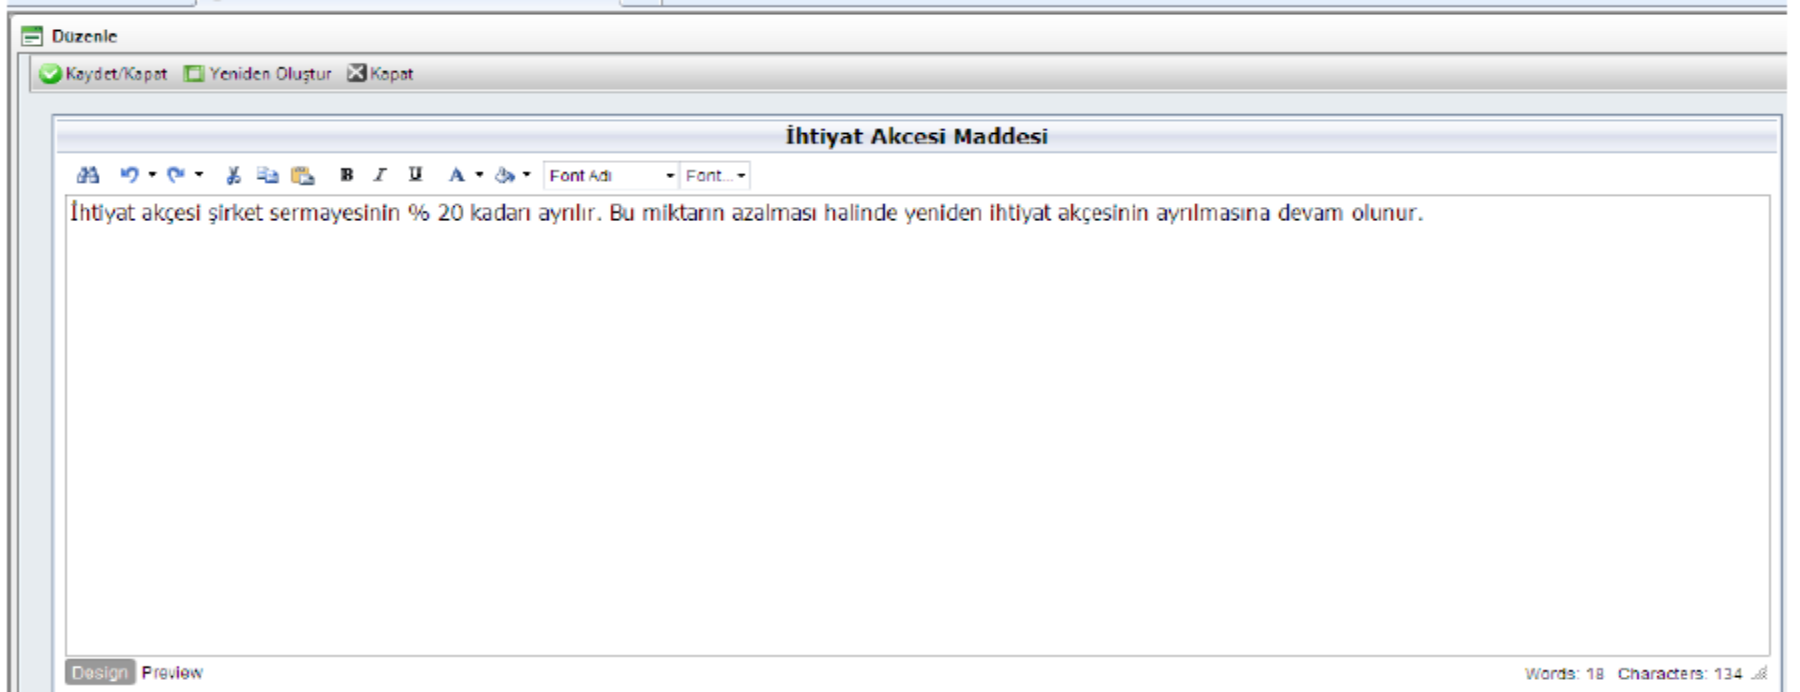 Düzenle
Kaydet/Kapat Yeniden Oluştur Kapat
İhtiyat Akcesi Maddesi
B I U A Font Adı Font...
İhtiyat akçesi şirket sermayesinin % 20 kadarı ayrılır. Bu miktarın azalması halinde yeniden ihtiyat akçesinin ayrılmasına devam olunur.
Design Preview Words: 18 Characters: 134